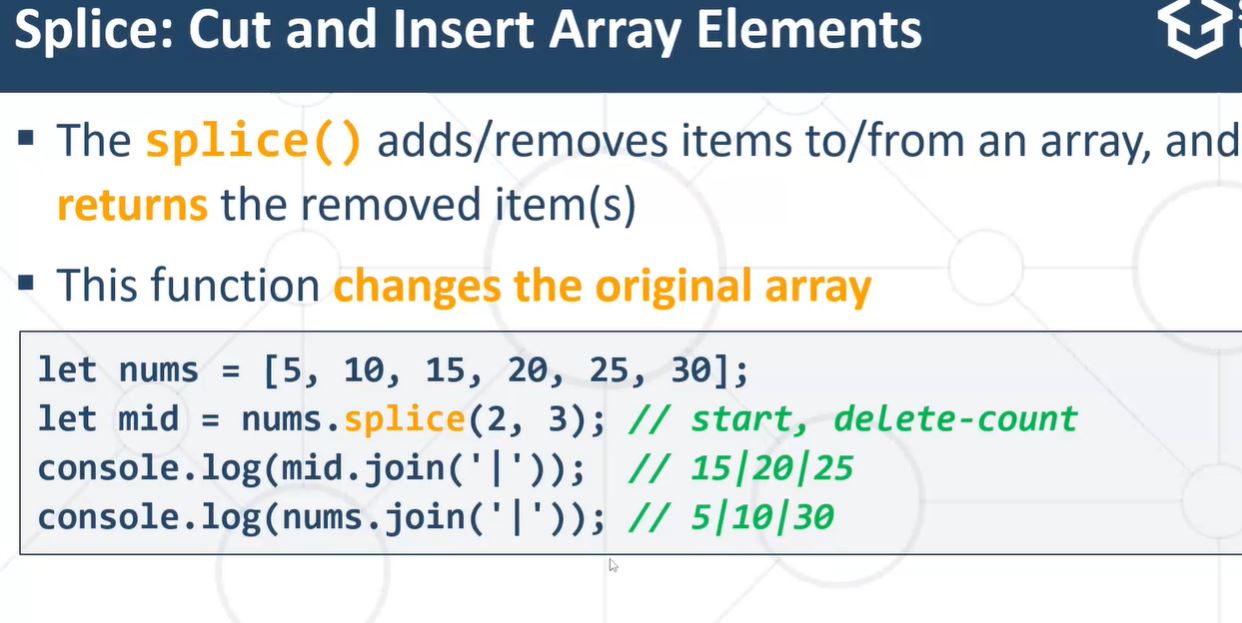 Splice: Cut and Insert Array Elements
▪ The splice() adds/removes items to/from an array, and
returns the removed item(s)
▪ This function changes the original array
let nums = [5, 10, 15, 20, 25, 30];
let mid = nums.splice(2, 3); // start, delete-count
console.log(mid.join('|')); // 15|20|25
console.log(nums.join('|')); // 5|10|30